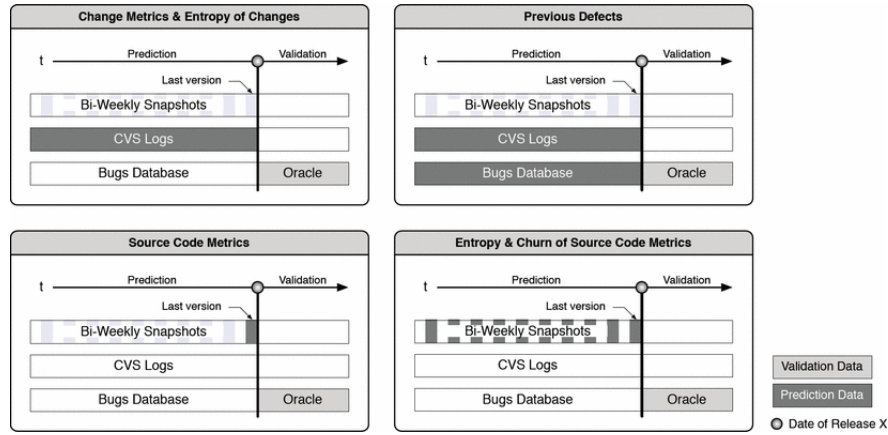 Change Metrics & Entropy of Changes
t
Prediction
Validation
Last version
Bi-Weekly Snapshots
CVS Logs
Bugs Database
Oracle
Previous Defects
t
Prediction
Validation
Last version
Bi-Weekly Snapshots
CVS Logs
Bugs Database
Oracle
Source Code Metrics
t
Prediction
Validation
Last version
Bi-Weekly Snapshots
CVS Logs
Bugs Database
Oracle
Entropy & Churn of Source Code Metrics
t
Prediction
Validation
Last version
Bi-Weekly Snapshots
CVS Logs
Bugs Database
Oracle
Validation Data
Prediction Data
Date of Release X